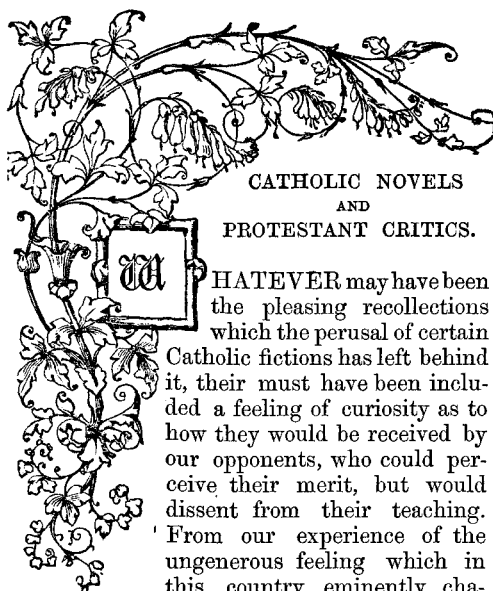 CATHOLIC NOVELS
AND
PROTESTANT CRITICS.
WHATEVER may have been
the pleasing recollections
which the perusal of certain
Catholic fictions has left behind
it, their must have been inclu-
ded a feeling of curiosity as to
how they would be received by
our opponents, who could per-
ceive their merit, but would
dissent from their teaching.
From our experience of the
ungenerous feeling which in
this country eminently cha-